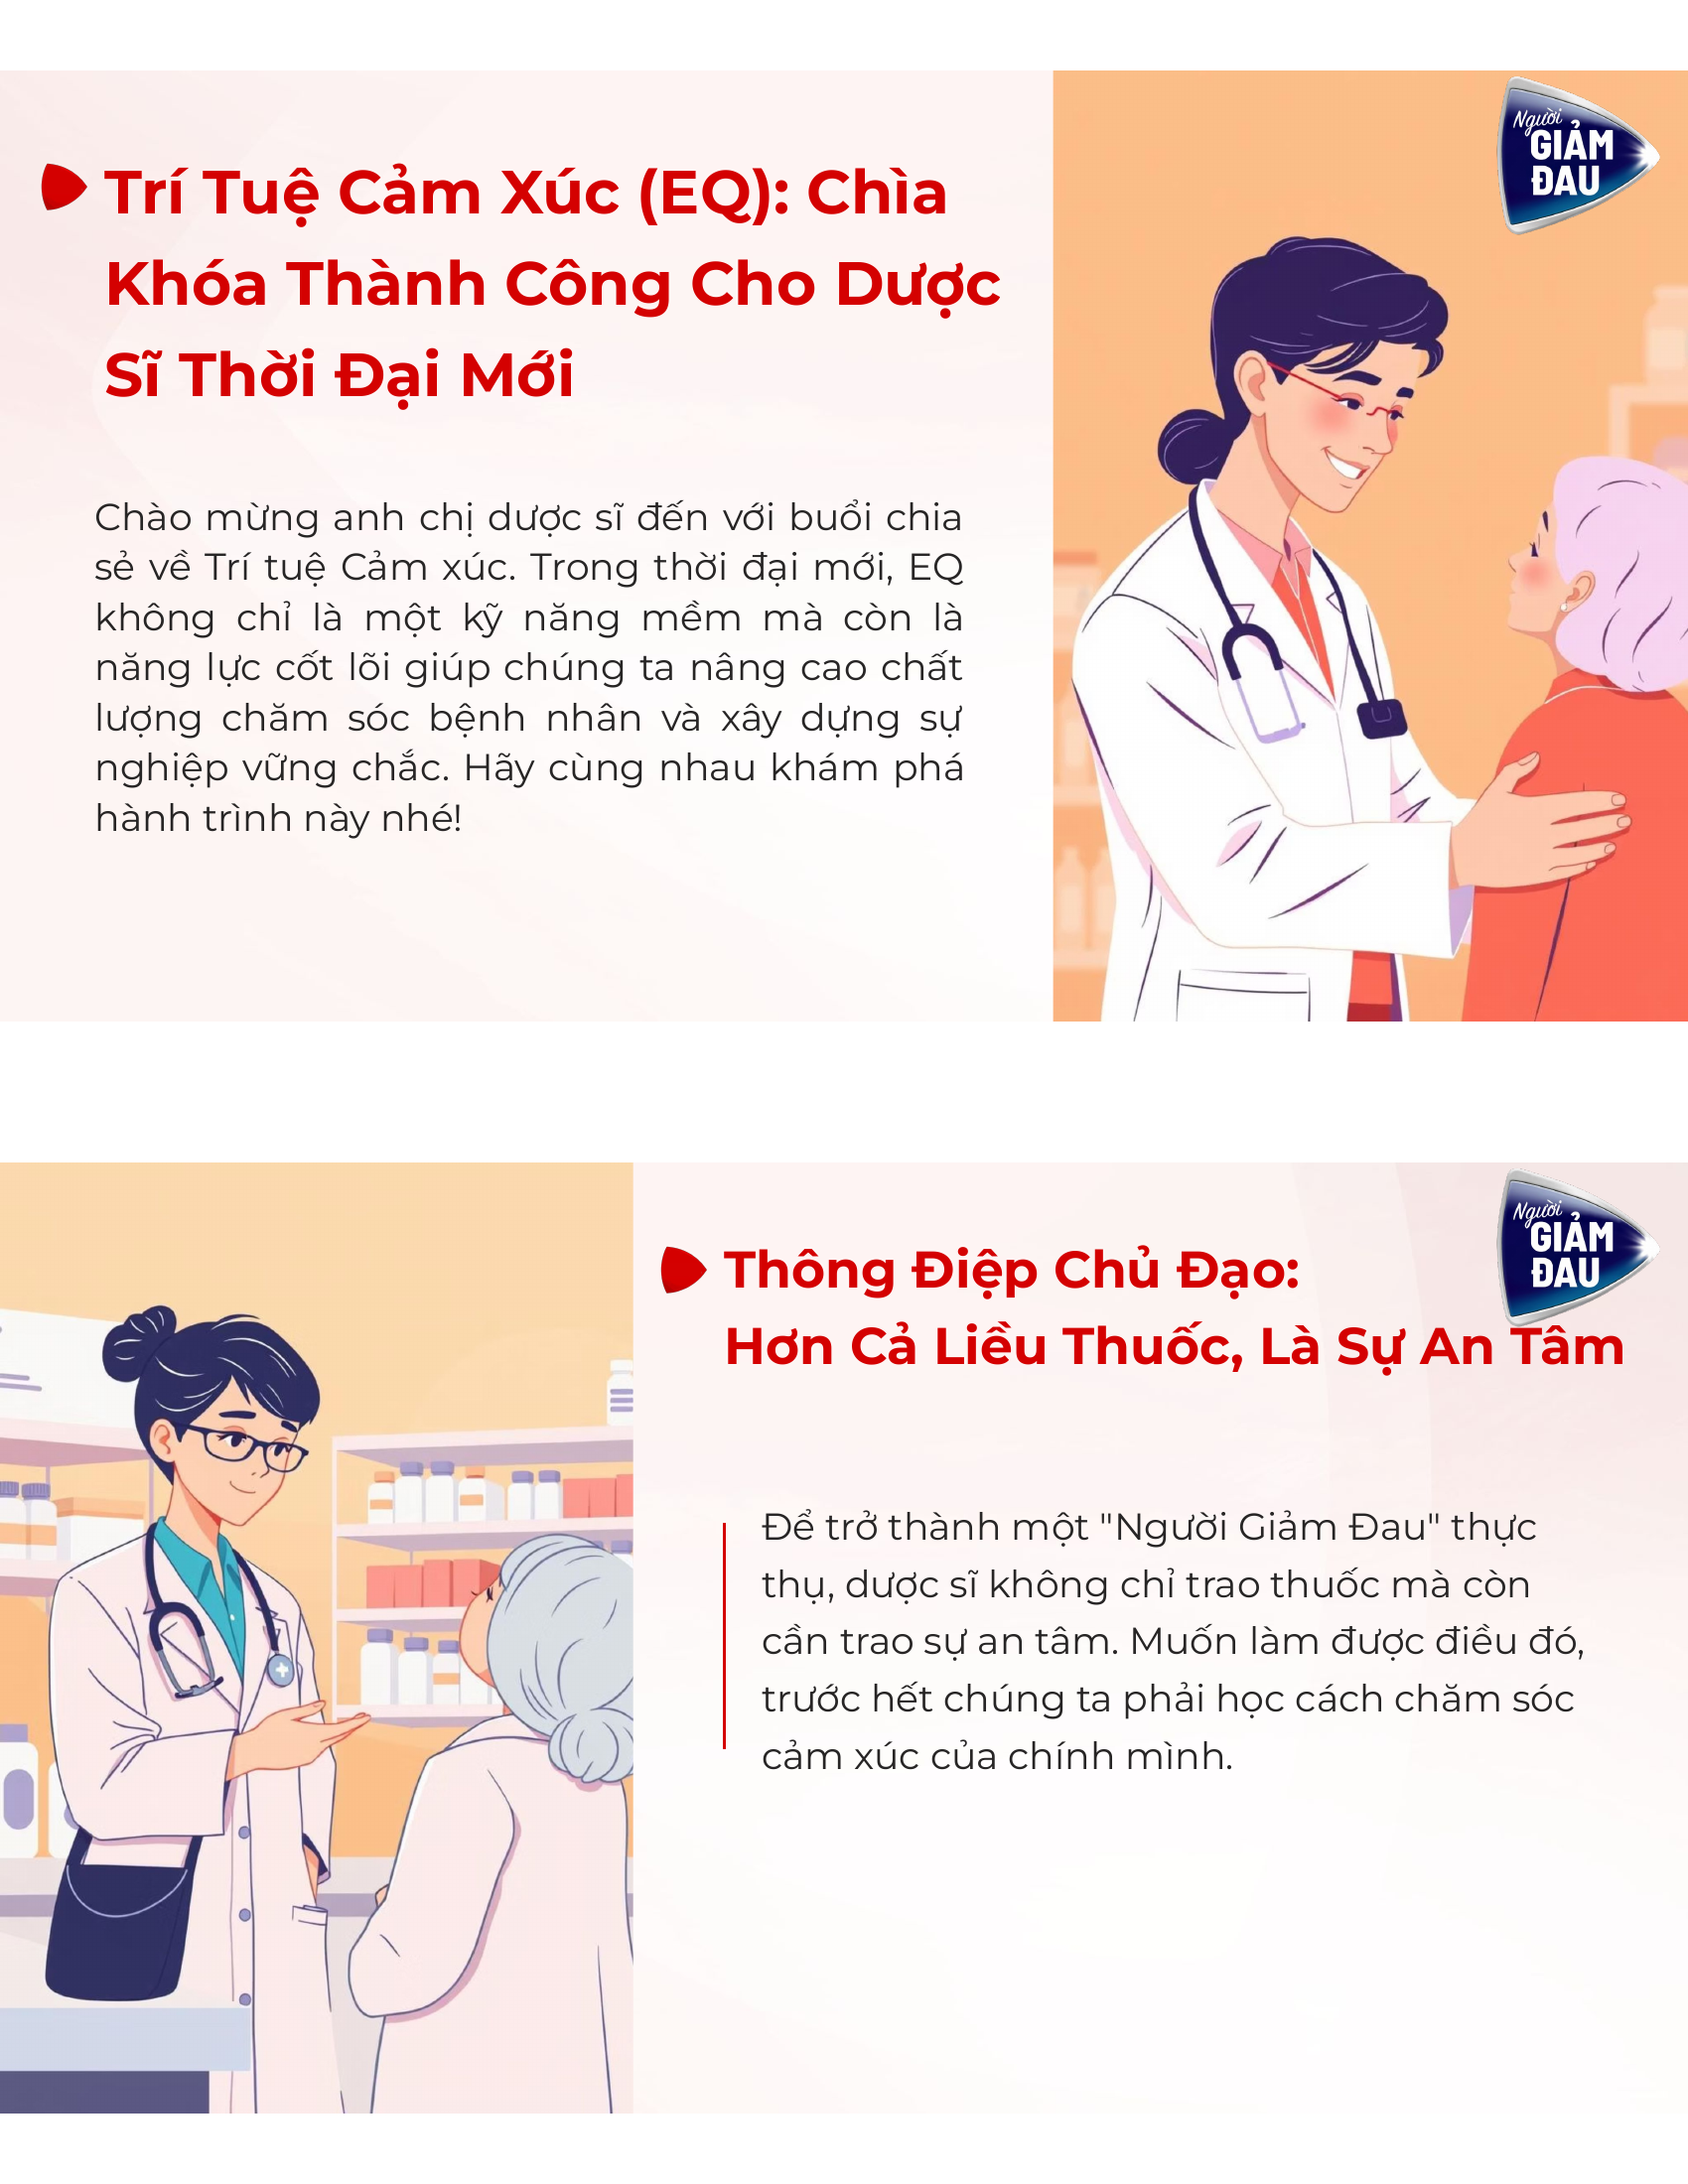 Người
GIẢM
ĐAU
Trí Tuệ Cảm Xúc (EQ): Chìa
Khóa Thành Công Cho Dược
Sĩ Thời Đại Mới
Chào mừng anh chị dược sĩ đến với buổi chia
sẻ về Trí tuệ Cảm xúc. Trong thời đại mới, EQ
không chỉ là một kỹ năng mềm mà còn là
năng lực cốt lõi giúp chúng ta nâng cao chất
lượng chăm sóc bệnh nhân và xây dựng sự
nghiệp vững chắc. Hãy cùng nhau khám phá
hành trình này nhé!
Người
GIẢM
ĐAU
Thông Điệp Chủ Đạo:
Hơn Cả Liều Thuốc, Là Sự An Tâm
Để trở thành một "Người Giảm Đau" thực
thụ, dược sĩ không chỉ trao thuốc mà còn
cần trao sự an tâm. Muốn làm được điều đó,
trước hết chúng ta phải học cách chăm sóc
cảm xúc của chính mình.